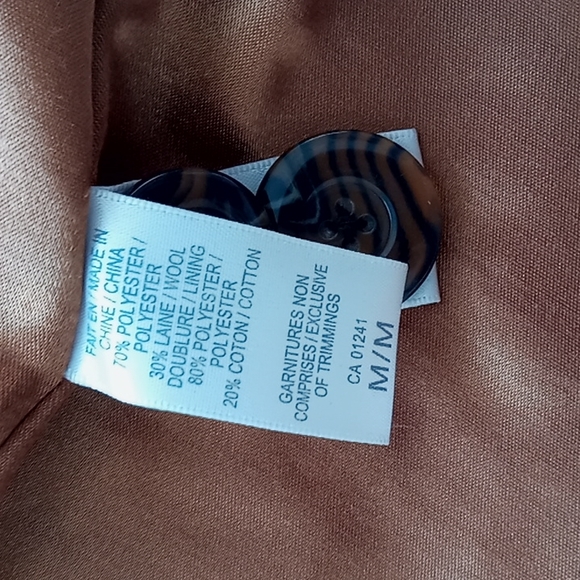 FAIT EN / MADE IN
CHINE / CHINA
70% POLYESTER /
POLYESTER
30% LAINE / WOOL
DOUBLURE / LINING
80% POLYESTER /
POLYESTER
20% COTON / COTTON
GARNITURES NON
COMPRISES / EXCLUSIVE
OF TRIMMINGS
CA 01241
M / M